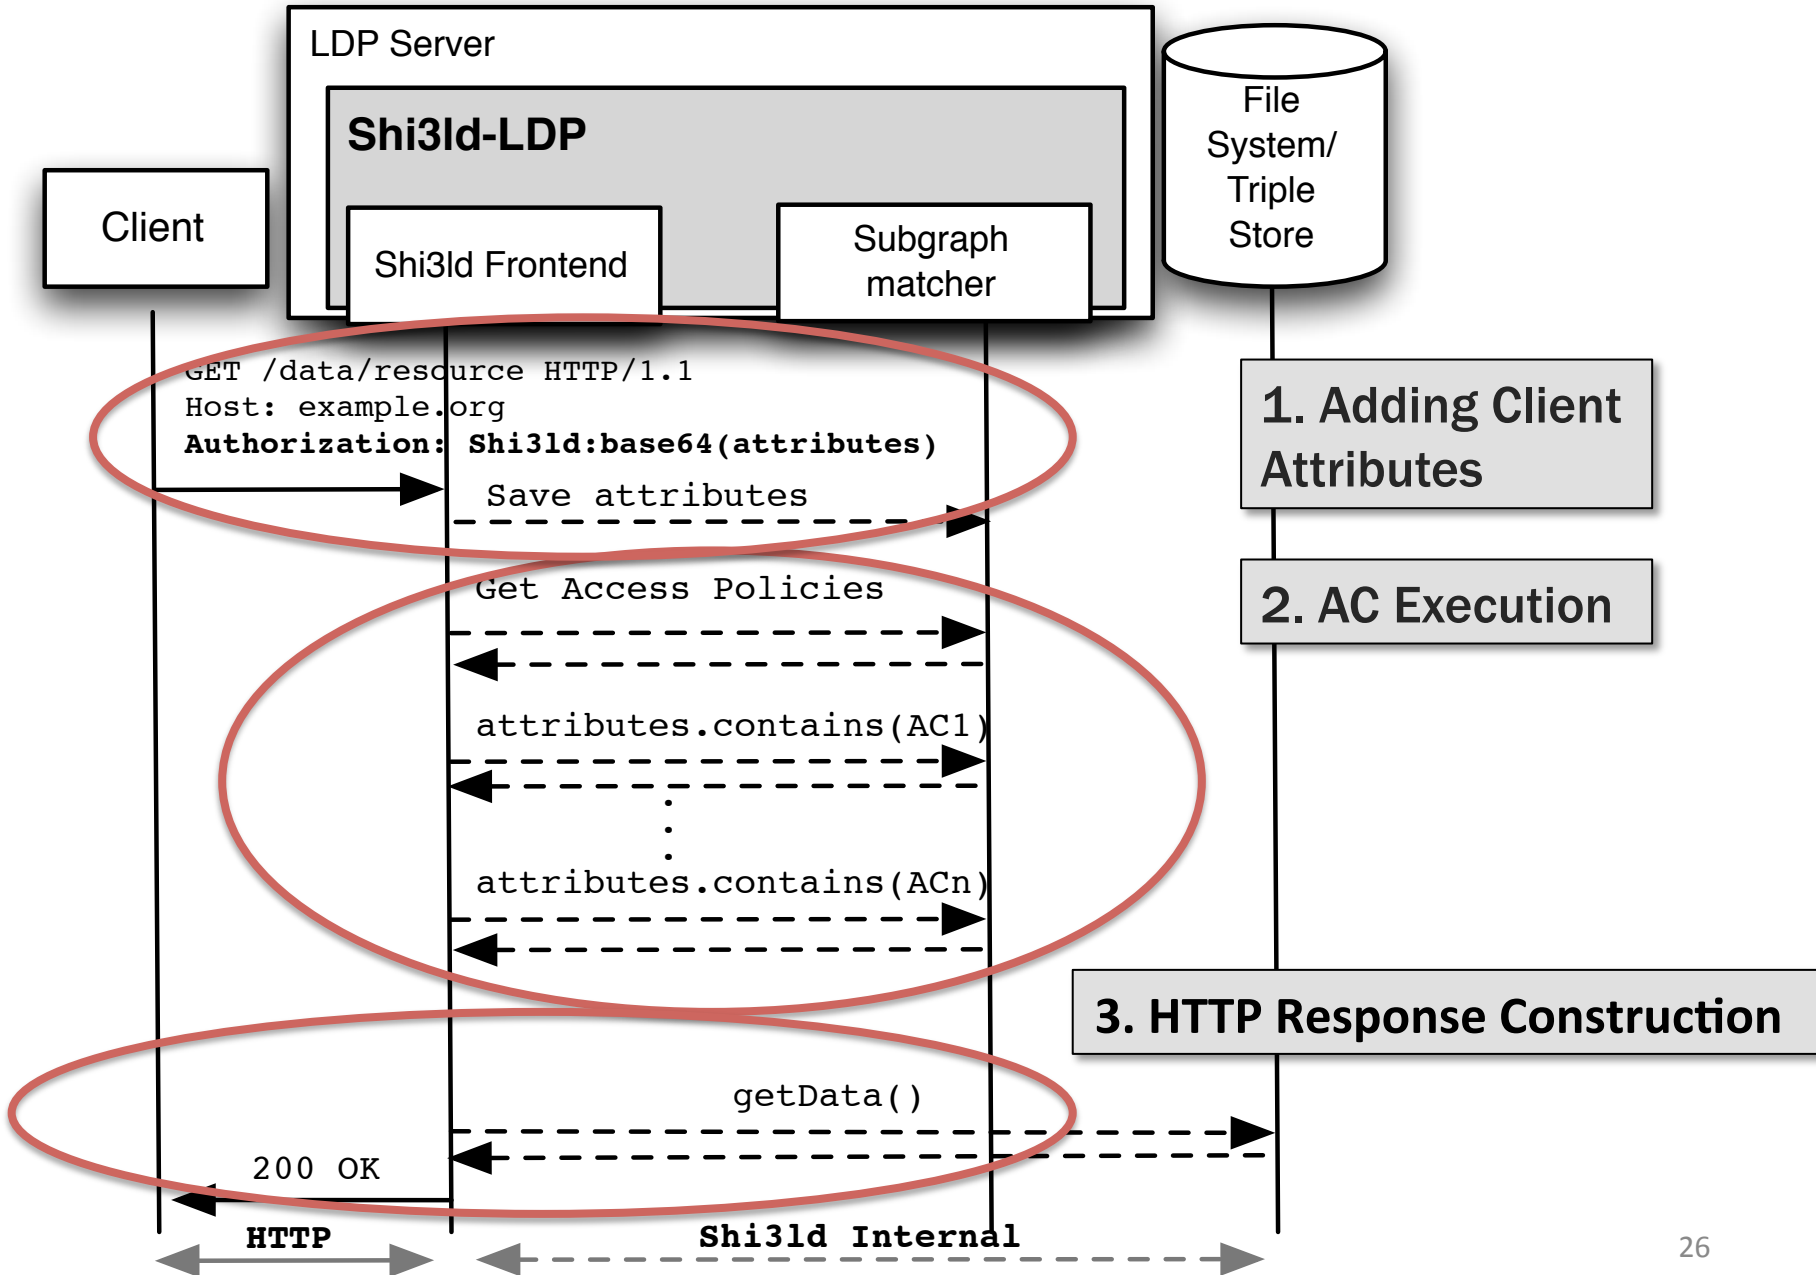 LDP Server
Shi3ld-LDP
Client
Shi3ld Frontend
Subgraph
matcher
File
System/
Triple
Store
GET /data/resource HTTP/1.1
Host: example.org
Authorization: Shi3ld:base64(attributes)
Save attributes
1. Adding Client
Attributes
Get Access Policies
2. AC Execution
attributes.contains(AC1)
.
.
.
attributes.contains(ACn)
3. HTTP Response Construction
getData()
200 OK
HTTP
Shi3ld Internal
26